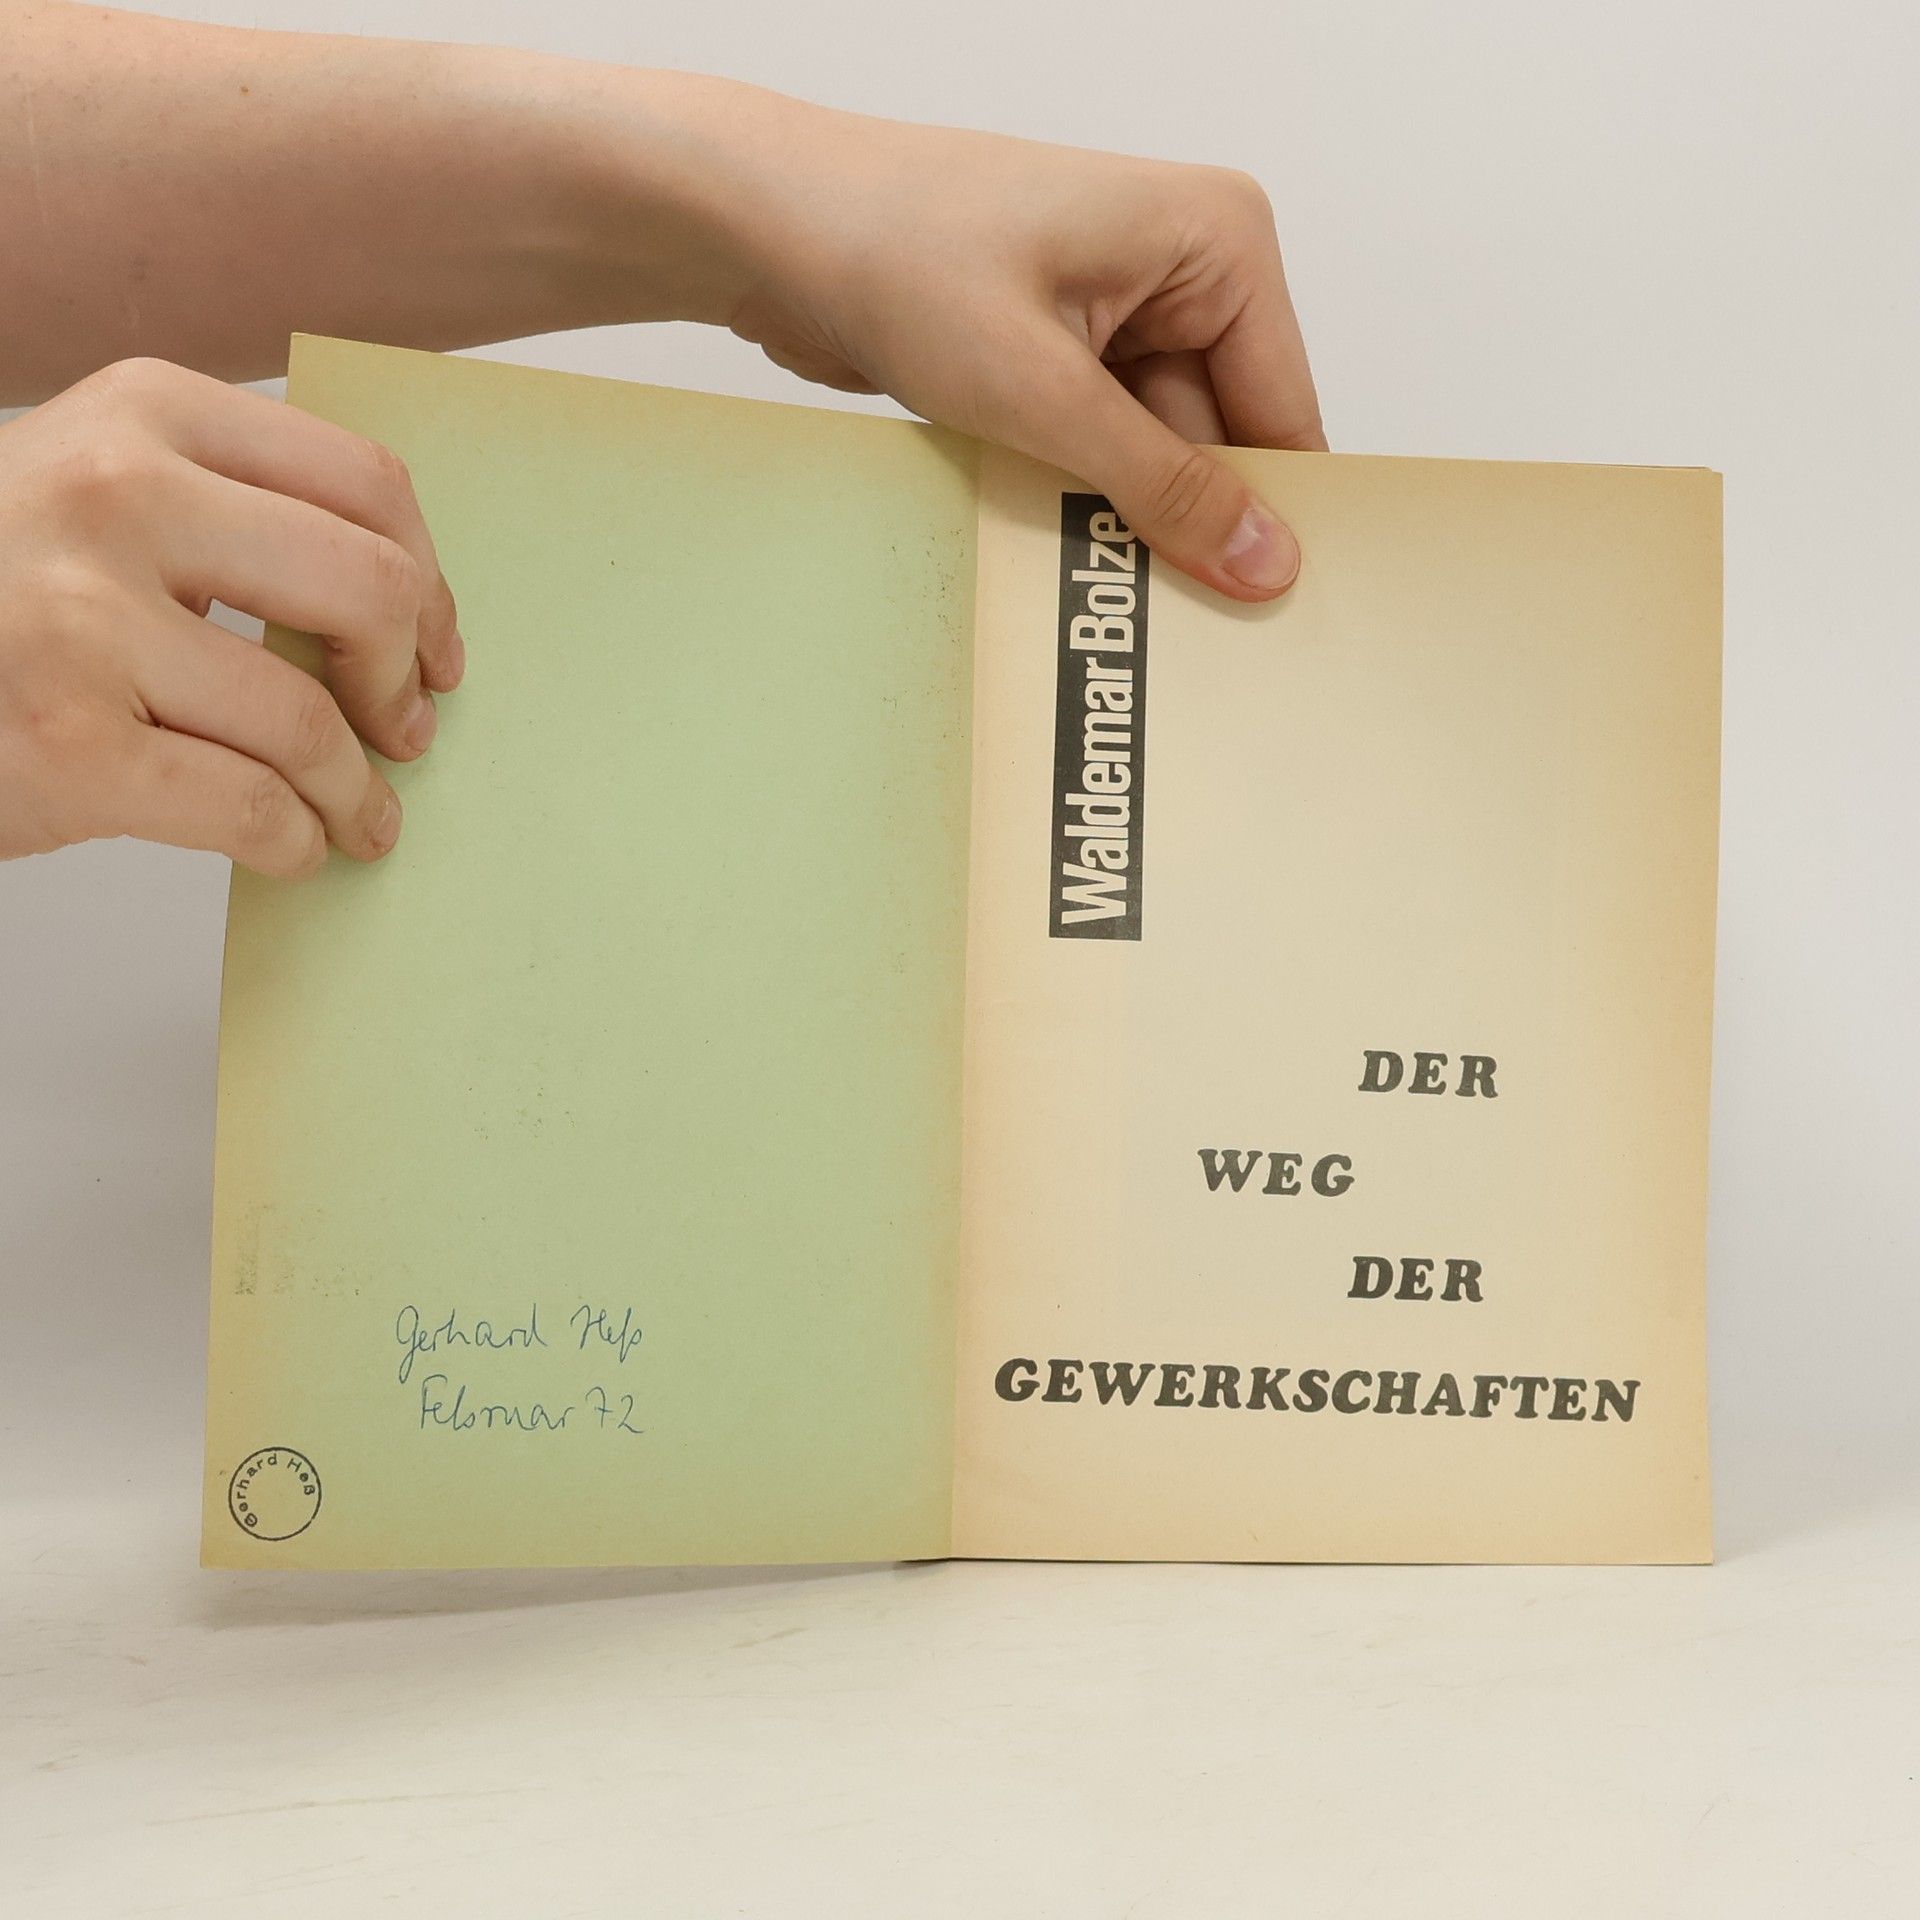 Gerhard Heß
Februar 72
Gerhard Heß
Waldemar Bolze
DER
WEG
DER
GEWERKSCHAFTEN